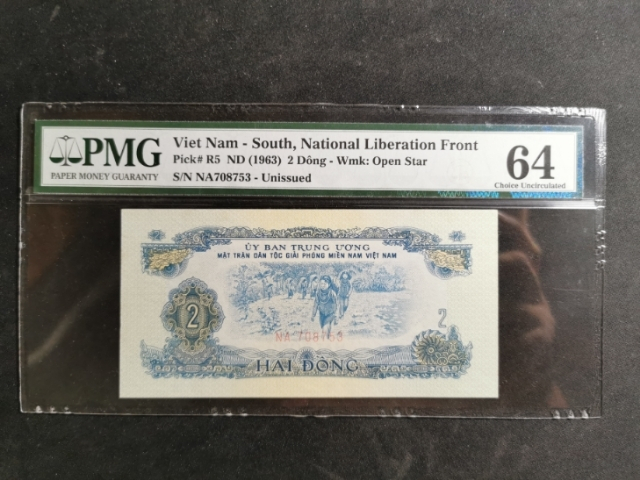 PMG
PAPER MONEY GUARANTY
Viet Nam - South, National Liberation Front
Pick# R5 ND (1963) 2 Dông - Wmk: Open Star
S/N NA708753 - Unissued
64
Choice Uncirculated
ỦY BAN TRUNG ƯƠNG
MẶT TRẬN DÂN TỘC GIẢI PHÓNG MIỀN NAM VIỆT NAM
2
2
NA 708753
HAI ĐỒNG